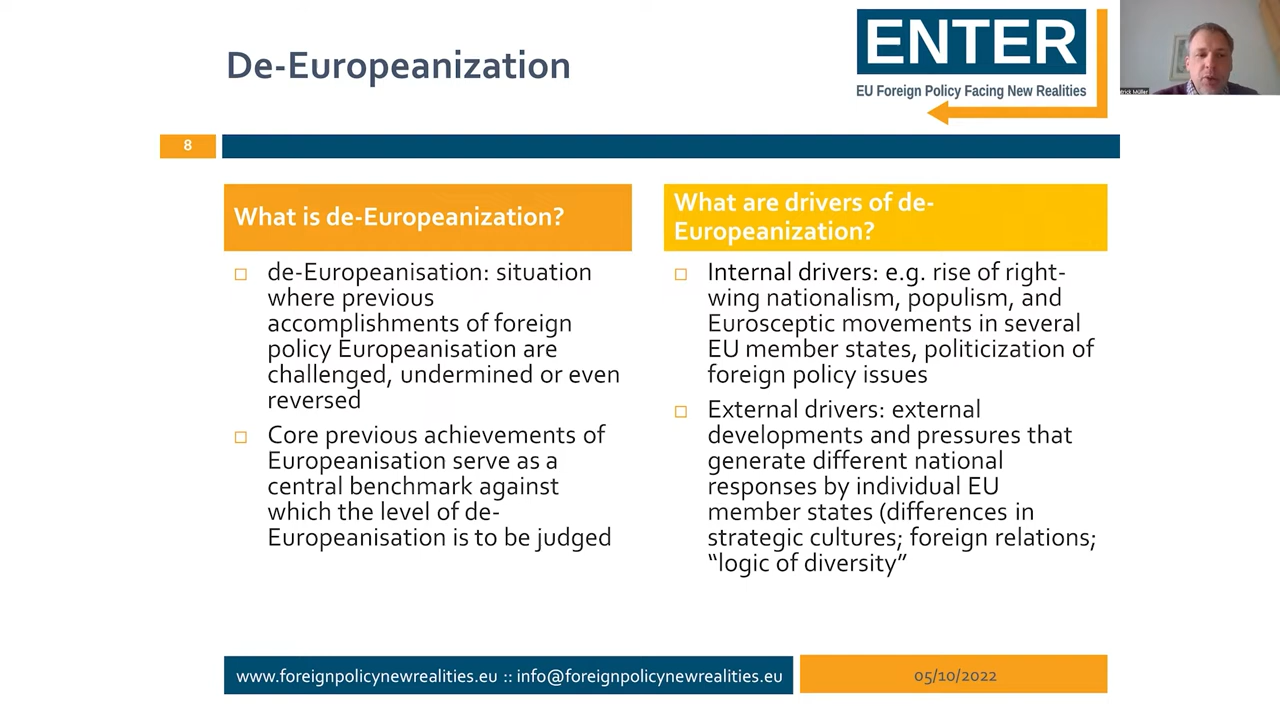 De-Europeanization
ENTER
EU Foreign Policy Facing New Realities
rick Müller
8
What is de-Europeanization?
de-Europeanisation: situation
where previous
accomplishments of foreign
policy Europeanisation are
challenged, undermined or even
reversed
Core previous achievements of
Europeanisation serve as a
central benchmark against
which the level of de-
Europeanisation is to be judged
What are drivers of de-
Europeanization?
Internal drivers: e.g. rise of right-
wing nationalism, populism, and
Eurosceptic movements in several
EU member states, politicization of
foreign policy issues
External drivers: external
developments and pressures that
generate different national
responses by individual EU
member states (differences in
strategic cultures; foreign relations;
“logic of diversity”
www.foreignpolicynewrealities.eu :: info@foreignpolicynewrealities.eu
05/10/2022